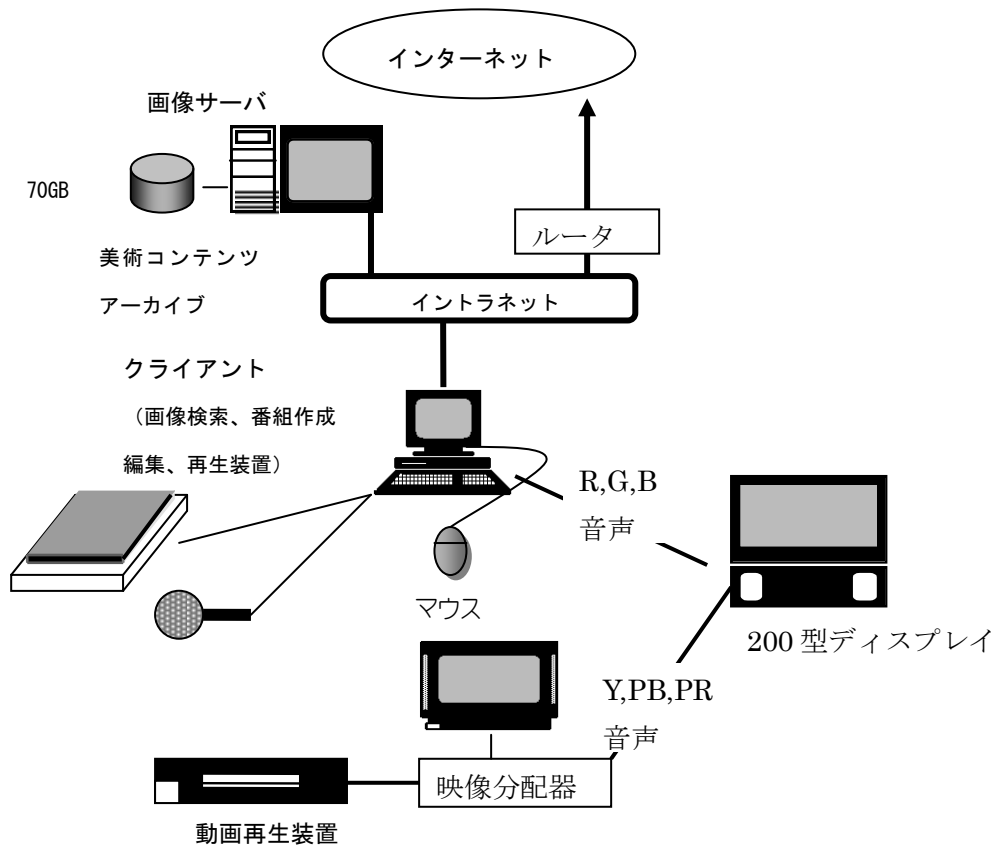 インターネット
画像サーバ
70GB
ルータ
美術コンテンツ
アーカイブ
イントラネット
クライアント
（画像検索、番組作成
編集、再生装置）
R,G,B
音声
マウス
200 型ディスプレイ
Y,PB,PR
音声
映像分配器
動画再生装置